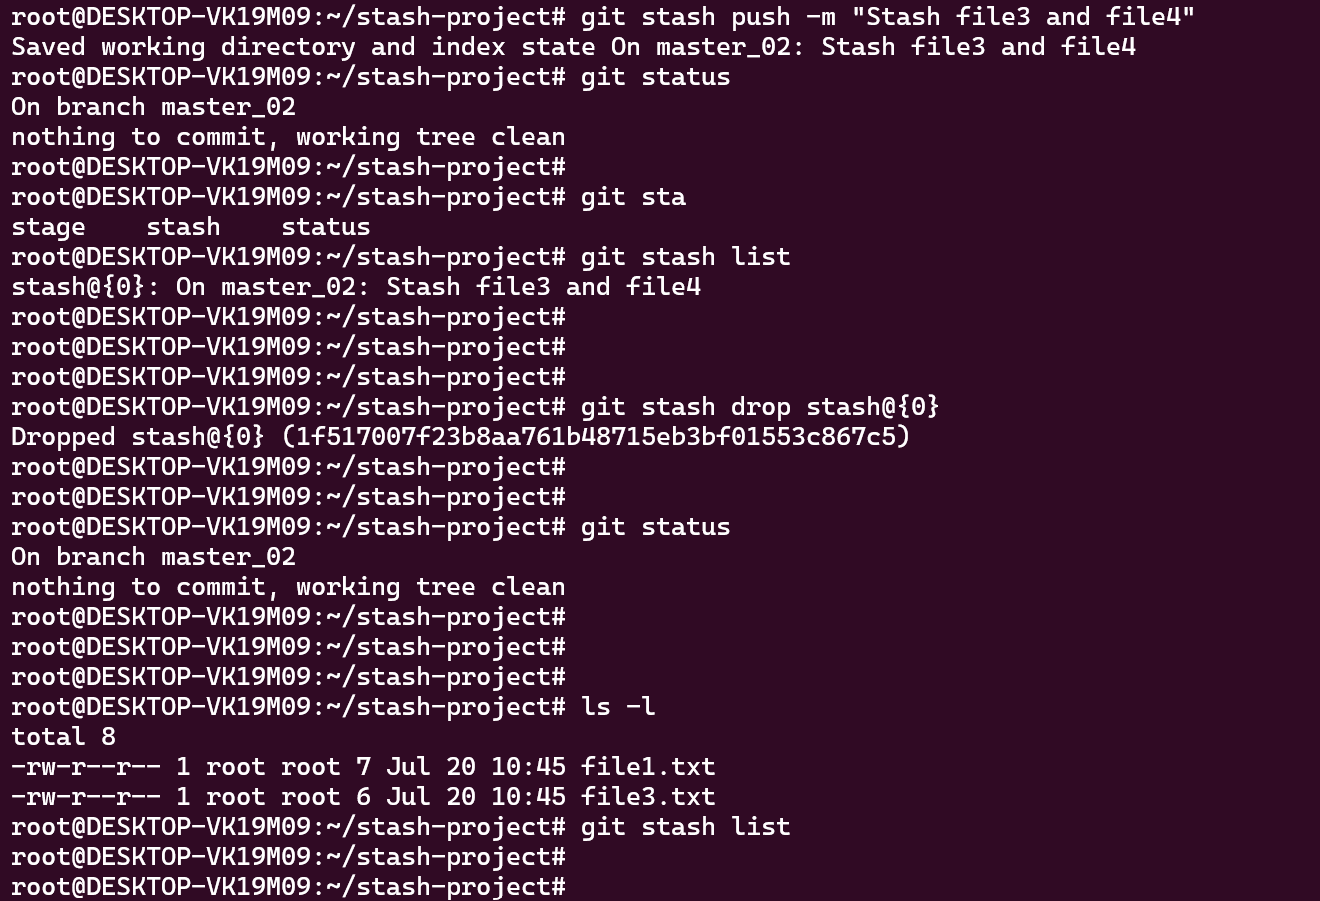 root@DESKTOP-VK19M09:~/stash-project# git stash push -m "Stash file3 and file4"
Saved working directory and index state On master_02: Stash file3 and file4
root@DESKTOP-VK19M09:~/stash-project# git status
On branch master_02
nothing to commit, working tree clean
root@DESKTOP-VK19M09:~/stash-project#
root@DESKTOP-VK19M09:~/stash-project# git sta
stage    stash    status
root@DESKTOP-VK19M09:~/stash-project# git stash list
stash@{0}: On master_02: Stash file3 and file4
root@DESKTOP-VK19M09:~/stash-project#
root@DESKTOP-VK19M09:~/stash-project#
root@DESKTOP-VK19M09:~/stash-project#
root@DESKTOP-VK19M09:~/stash-project# git stash drop stash@{0}
Dropped stash@{0} (1f517007f23b8aa761b48715eb3bf01553c867c5)
root@DESKTOP-VK19M09:~/stash-project#
root@DESKTOP-VK19M09:~/stash-project#
root@DESKTOP-VK19M09:~/stash-project# git status
On branch master_02
nothing to commit, working tree clean
root@DESKTOP-VK19M09:~/stash-project#
root@DESKTOP-VK19M09:~/stash-project#
root@DESKTOP-VK19M09:~/stash-project#
root@DESKTOP-VK19M09:~/stash-project# ls -l
total 8
-rw-r--r-- 1 root root 7 Jul 20 10:45 file1.txt
-rw-r--r-- 1 root root 6 Jul 20 10:45 file3.txt
root@DESKTOP-VK19M09:~/stash-project# git stash list
root@DESKTOP-VK19M09:~/stash-project#
root@DESKTOP-VK19M09:~/stash-project#